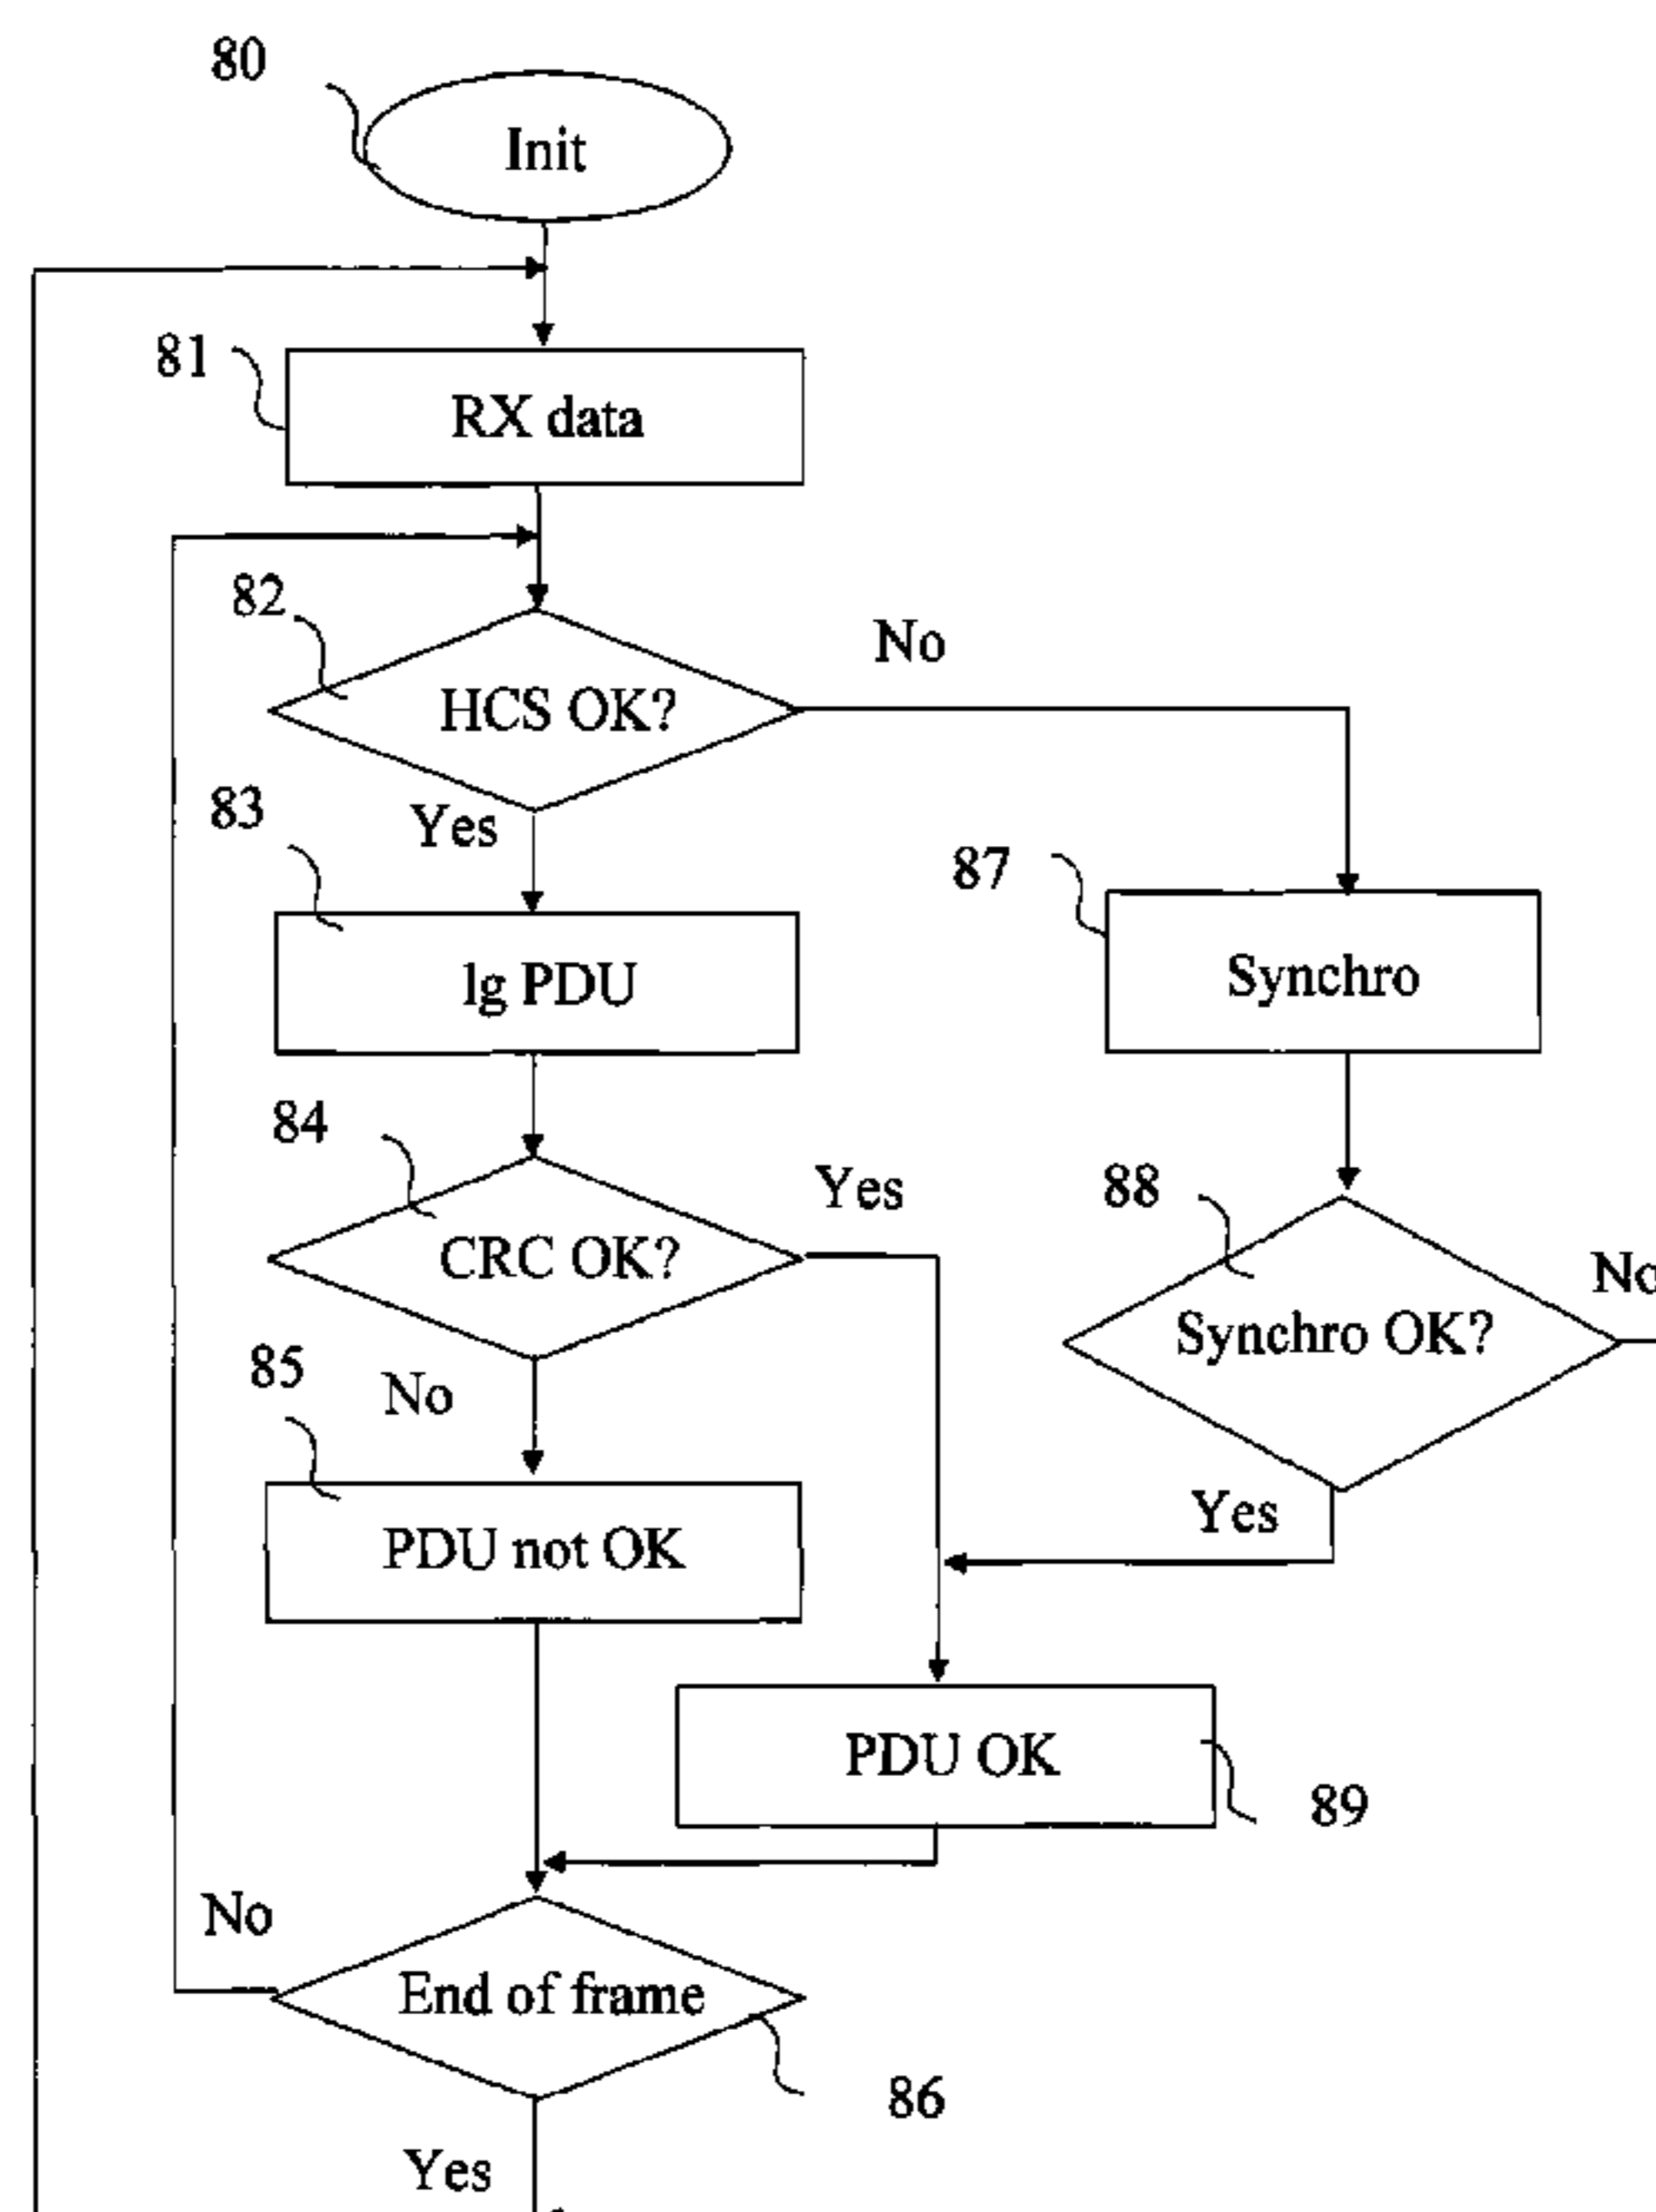 80
Init
81
RX data
82
No
HCS OK?
83
Yes
87
lg PDU
Synchro
84
Yes
88
CRC OK?
No
Synchro OK?
85
No
Yes
PDU not OK
PDU OK
89
No
End of frame
86
Yes